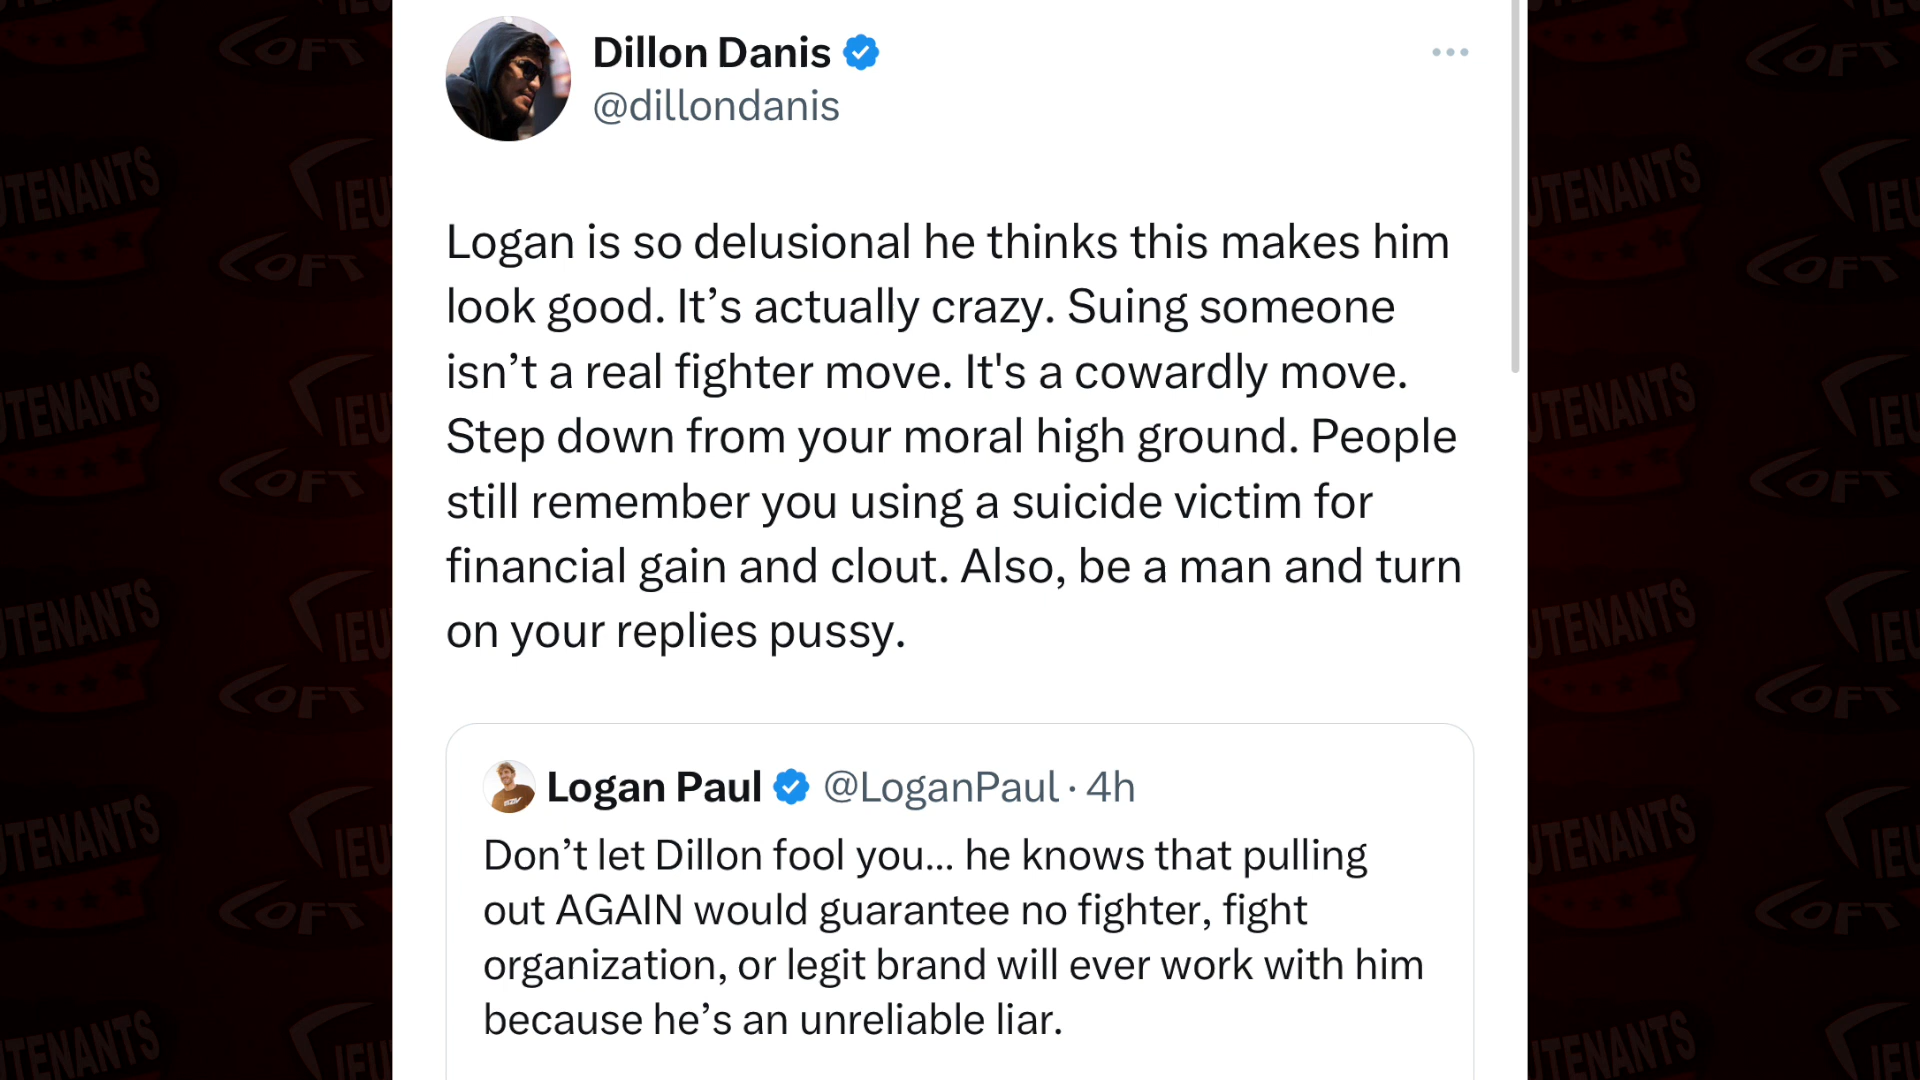 Dillon Danis
@dillondanis
Logan is so delusional he thinks this makes him
look good. It’s actually crazy. Suing someone
isn’t a real fighter move. It's a cowardly move.
Step down from your moral high ground. People
still remember you using a suicide victim for
financial gain and clout. Also, be a man and turn
on your replies pussy.
Logan Paul @LoganPaul · 4h
Don’t let Dillon fool you... he knows that pulling
out AGAIN would guarantee no fighter, fight
organization, or legit brand will ever work with him
because he’s an unreliable liar.